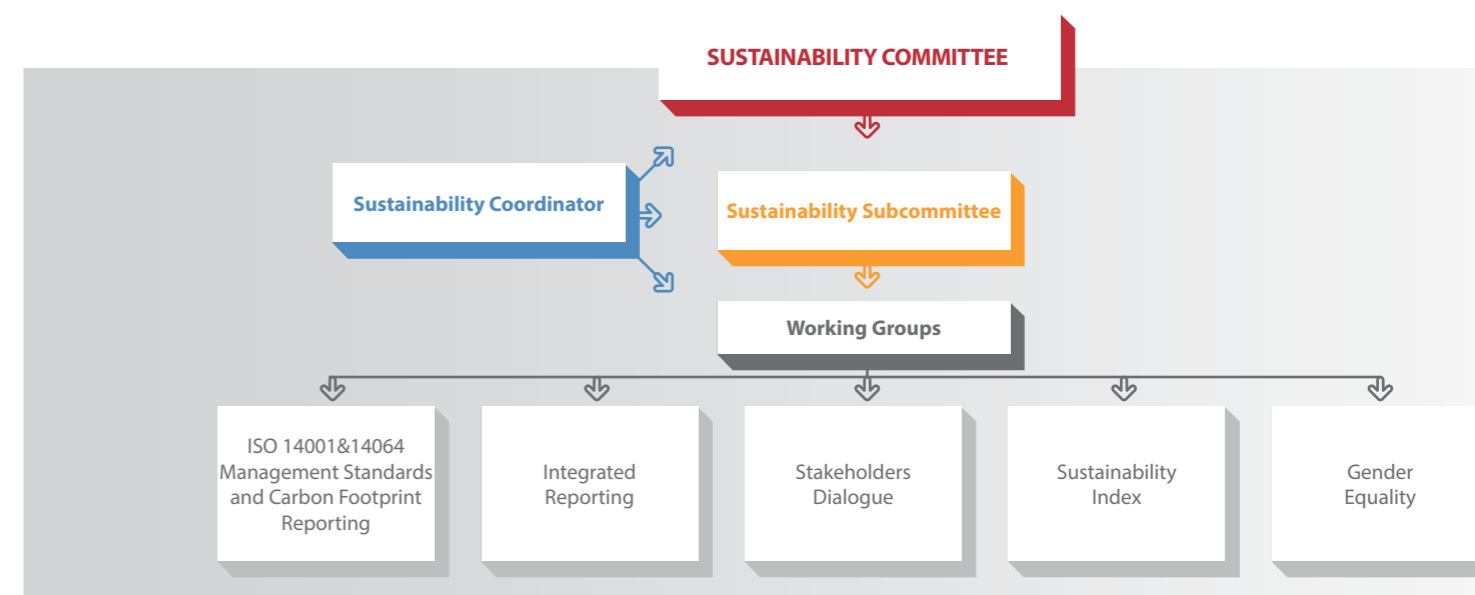 SUSTAINABILITY COMMITTEE
Sustainability Coordinator
Sustainability Subcommittee
Working Groups
ISO 14001&14064
Management Standards
and Carbon Footprint
Reporting
Integrated
Reporting
Stakeholders
Dialogue
Sustainability
Index
Gender
Equality